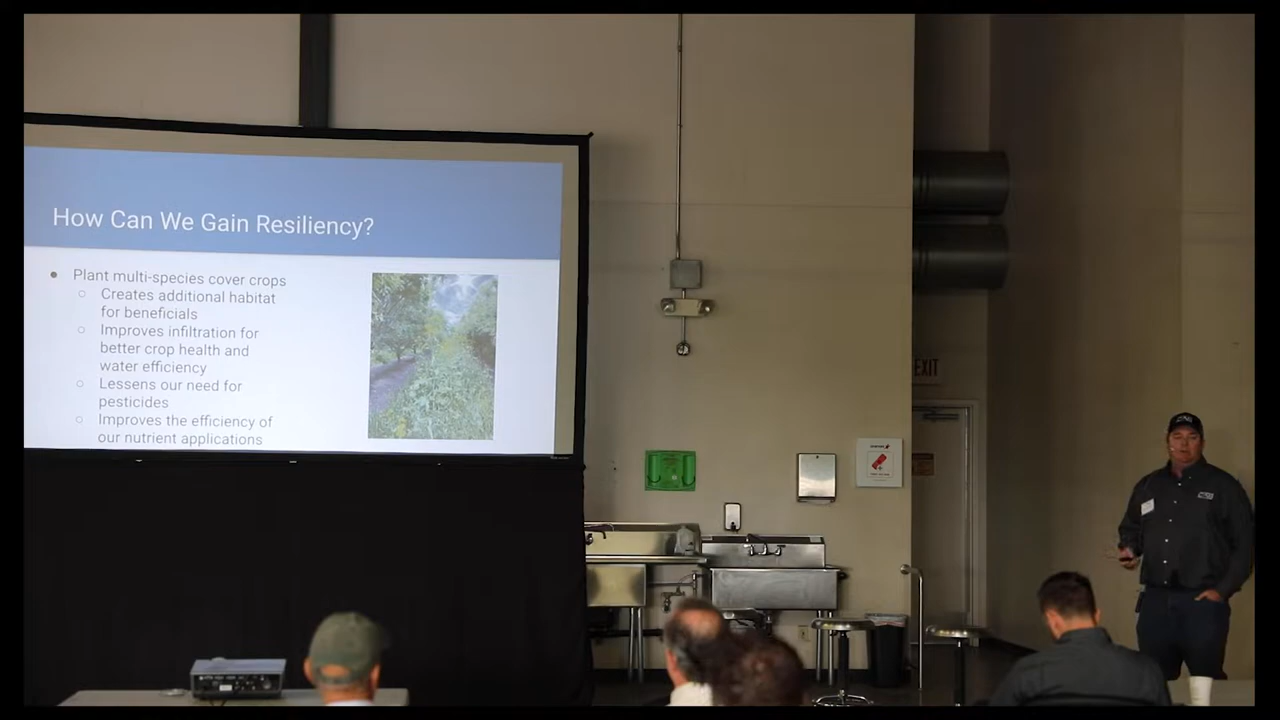 How Can We Gain Resiliency?
Plant multi-species cover crops
Creates additional habitat
for beneficials
Improves infiltration for
better crop health and
water efficiency
Lessens our need for
pesticides
Improves the efficiency of
our nutrient applications
EXIT